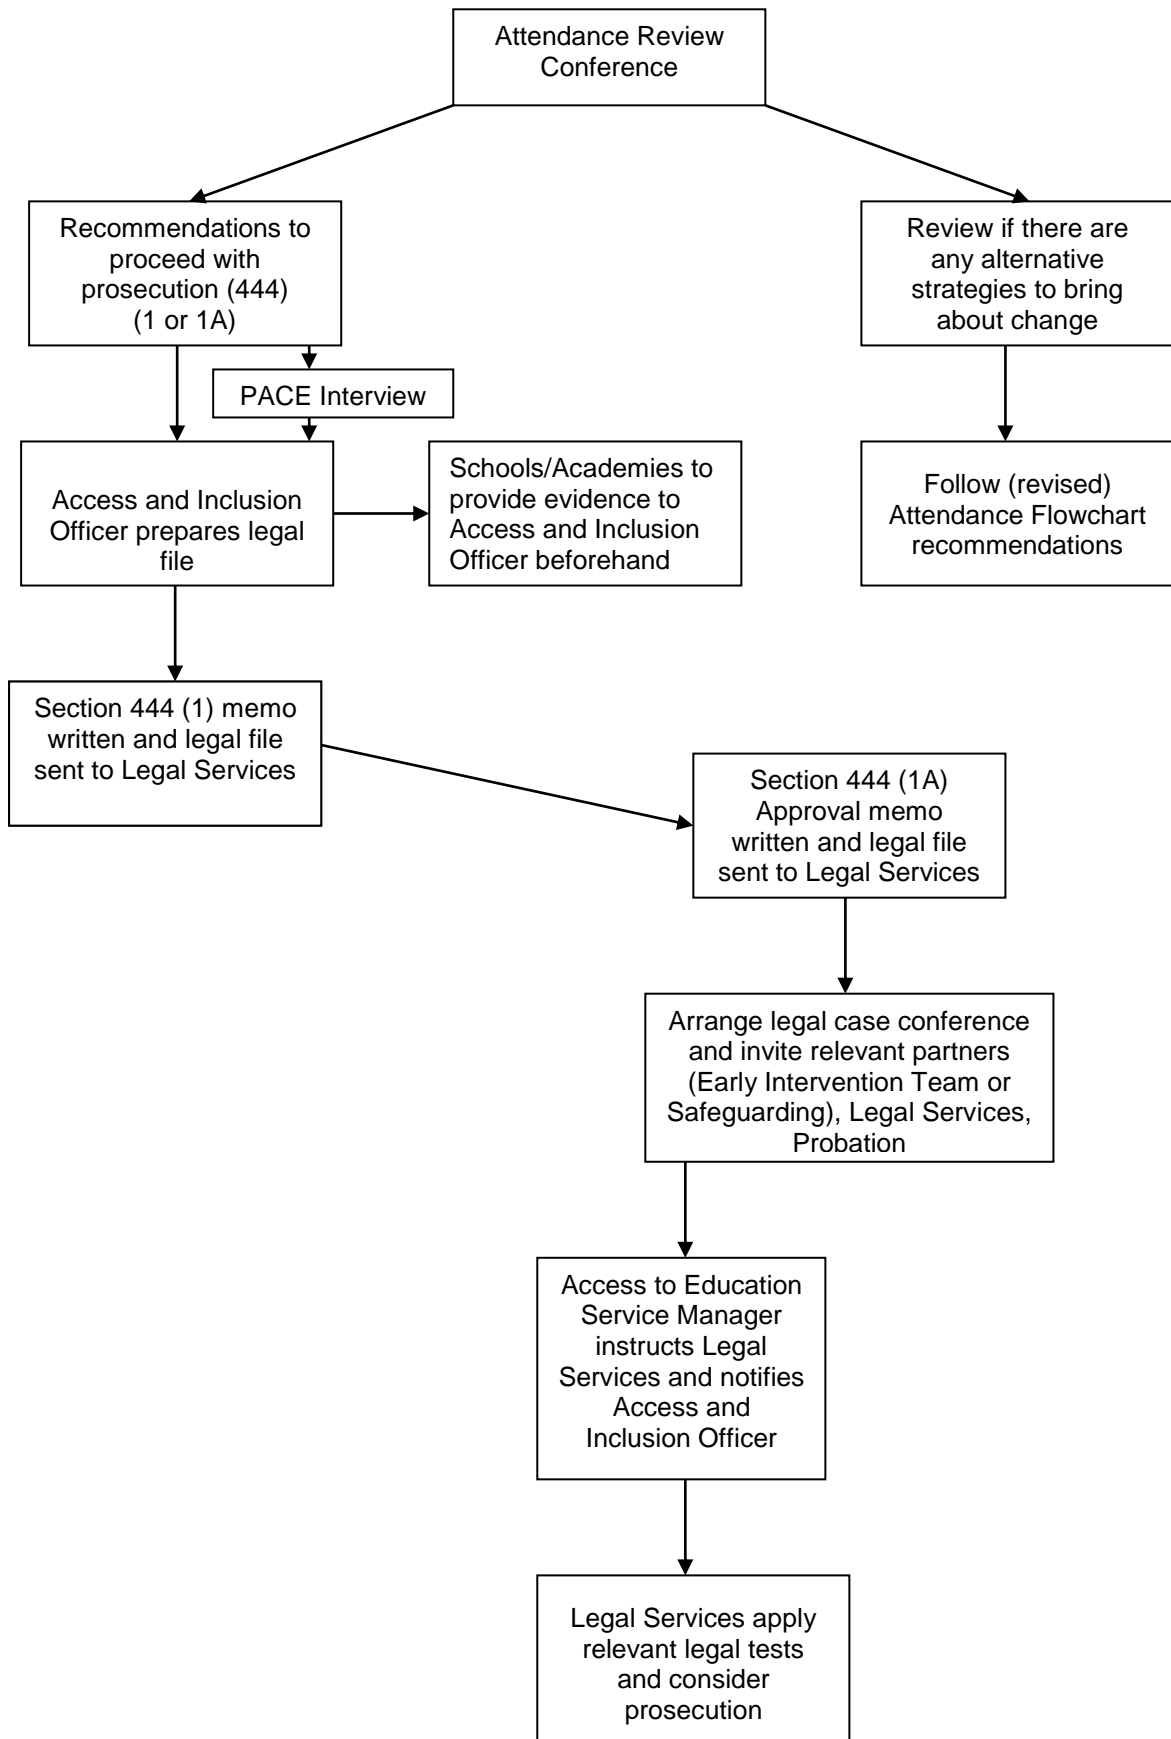 Attendance Review
Conference
Recommendations to
proceed with
prosecution (444)
(1 or 1A)
Review if there are
any alternative
strategies to bring
about change
PACE Interview
Access and Inclusion
Officer prepares legal
file
Schools/Academies to
provide evidence to
Access and Inclusion
Officer beforehand
Follow (revised)
Attendance Flowchart
recommendations
Section 444 (1) memo
written and legal file
sent to Legal Services
Section 444 (1A)
Approval memo
written and legal file
sent to Legal Services
Arrange legal case conference
and invite relevant partners
(Early Intervention Team or
Safeguarding), Legal Services,
Probation
Access to Education
Service Manager
instructs Legal
Services and notifies
Access and
Inclusion Officer
Legal Services apply
relevant legal tests
and consider
prosecution